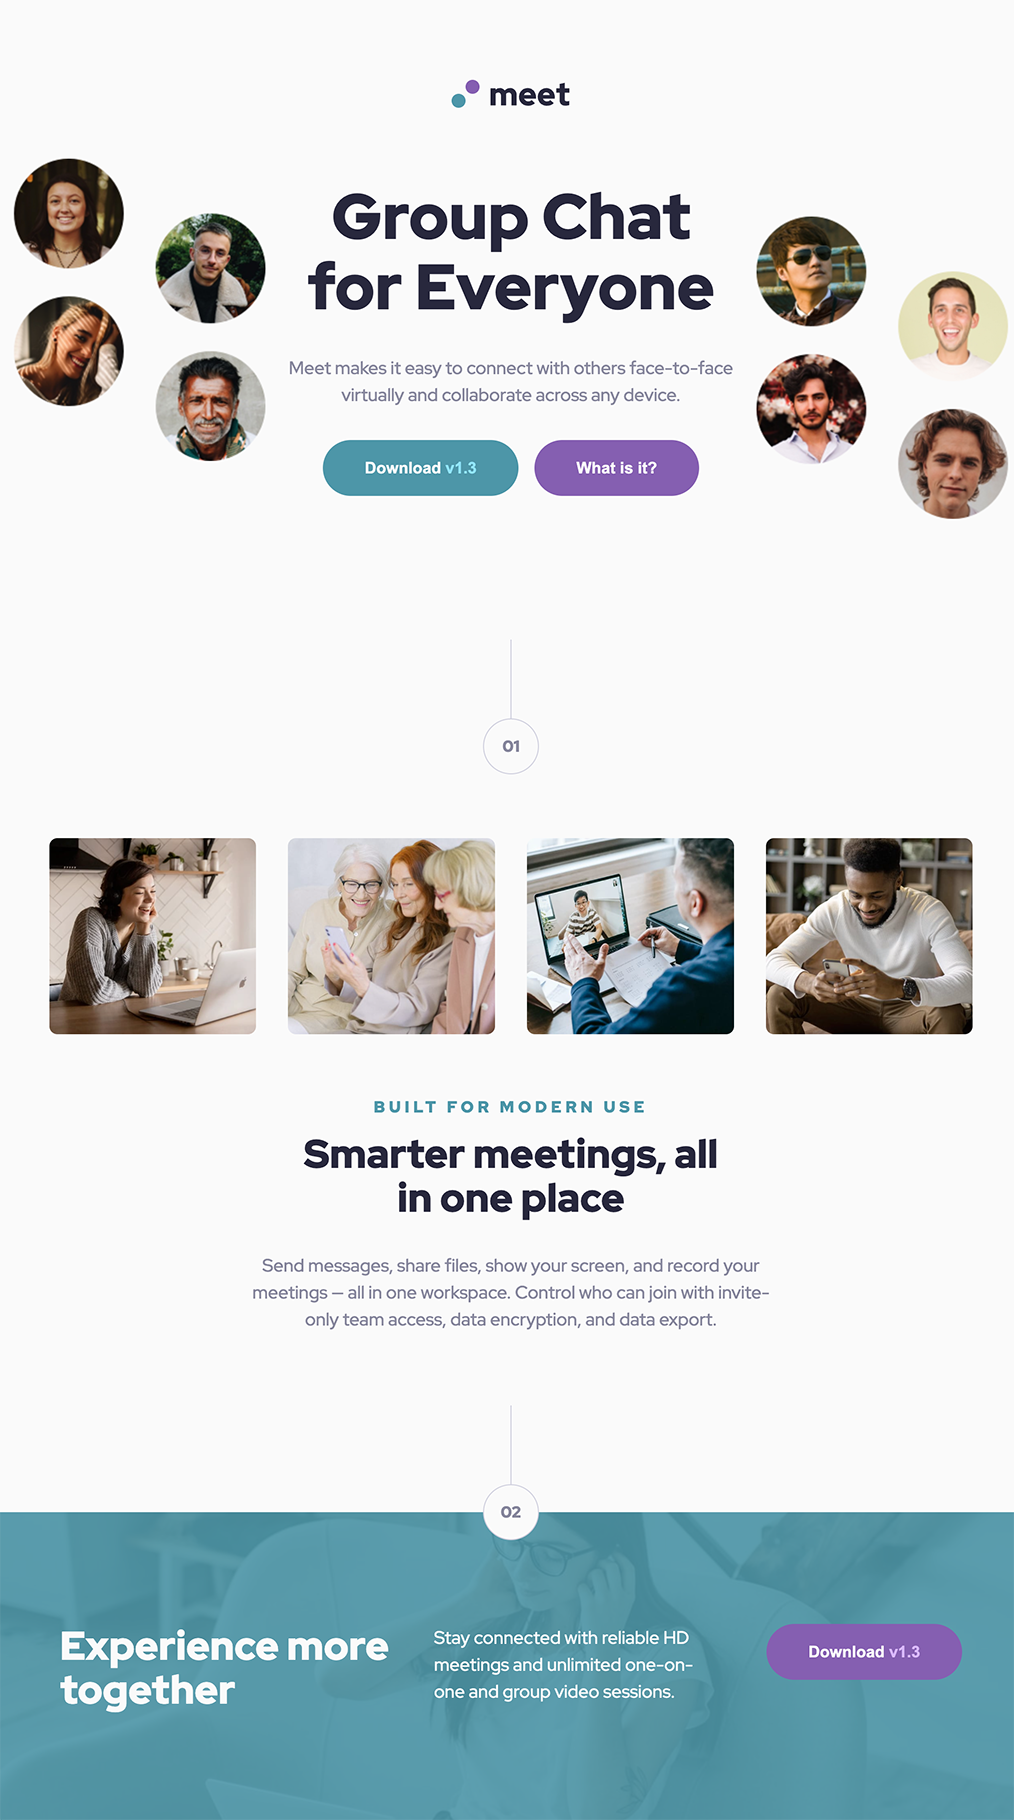 meet
Group Chat
for Everyone
Meet makes it easy to connect with others face-to-face
virtually and collaborate across any device.
Download v1.3
What is it?
01
BUILT FOR MODERN USE
Smarter meetings, all
in one place
Send messages, share files, show your screen, and record your
meetings — all in one workspace. Control who can join with invite-
only team access, data encryption, and data export.
02
Experience more
together
Stay connected with reliable HD
meetings and unlimited one-on-
one and group video sessions.
Download v1.3